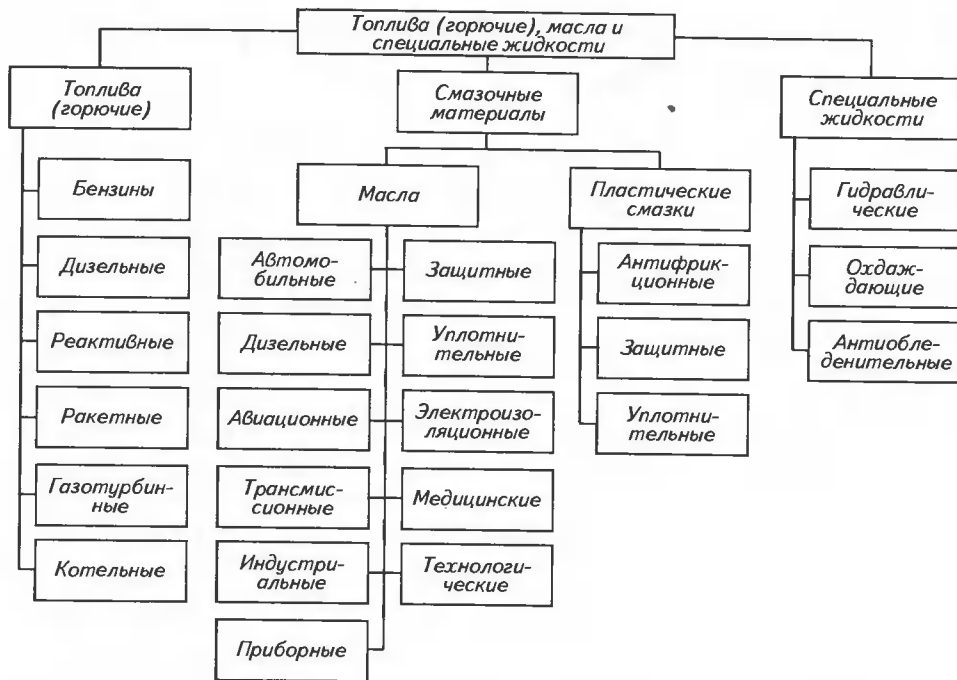 Топлива (горючие), масла и
специальные жидкости
Топлива
(горючие)
Смазочные
материалы
Специальные
жидкости
Бензины
Дизельные
Реактивные
Ракетные
Газотурбин-
ные
Котельные
Масла
Автомо-
бильные
Дизельные
Авиационные
Трансмис-
сионные
Индустри-
альные
Приборные
Защитные
Уплотни-
тельные
Электроизо-
ляционные
Медицинские
Технологи-
ческие
Пластические
смазки
Антифрик-
ционные
Защитные
Уплотни-
тельные
Гидравли-
ческие
Охдаж-
дающие
Антиобле-
денительные